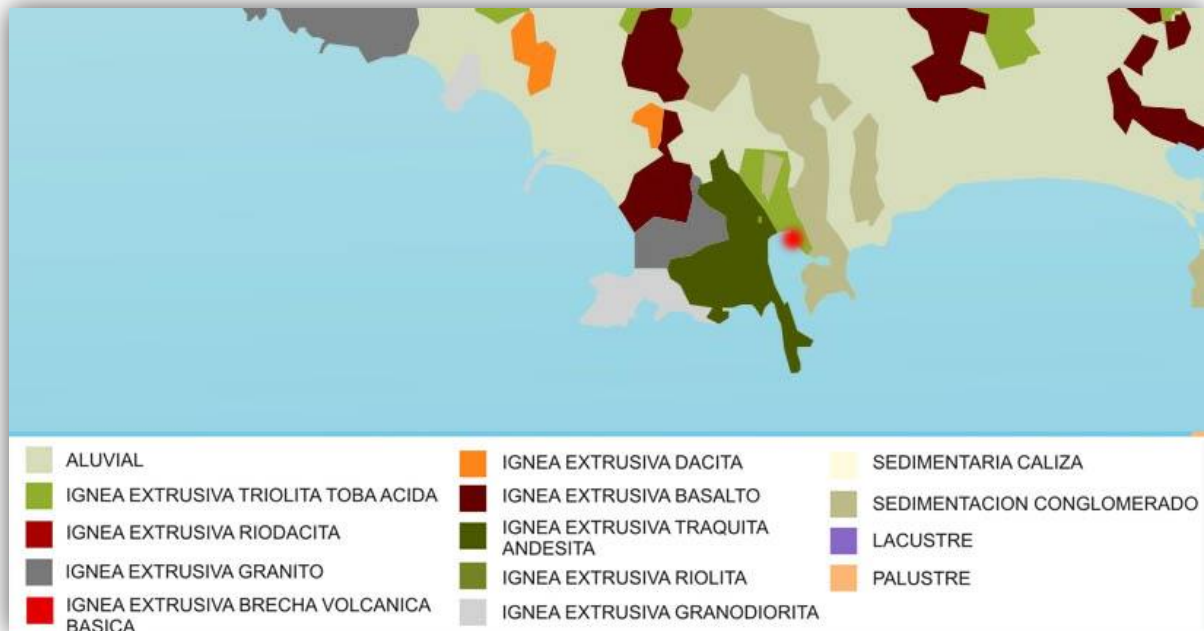 ALUVIAL
IGNEA EXTRUSIVA TRIOLITA TOBA ACIDA
IGNEA EXTRUSIVA RIODACITA
IGNEA EXTRUSIVA GRANITO
IGNEA EXTRUSIVA BRECHA VOLCANICA
BASICA
IGNEA EXTRUSIVA DACITA
IGNEA EXTRUSIVA BASALTO
IGNEA EXTRUSIVA TRAQUITA
ANDESITA
IGNEA EXTRUSIVA RIOLITA
IGNEA EXTRUSIVA GRANODIORITA
SEDIMENTARIA CALIZA
SEDIMENTACION CONGLOMERADO
LACUSTRE
PALUSTRE